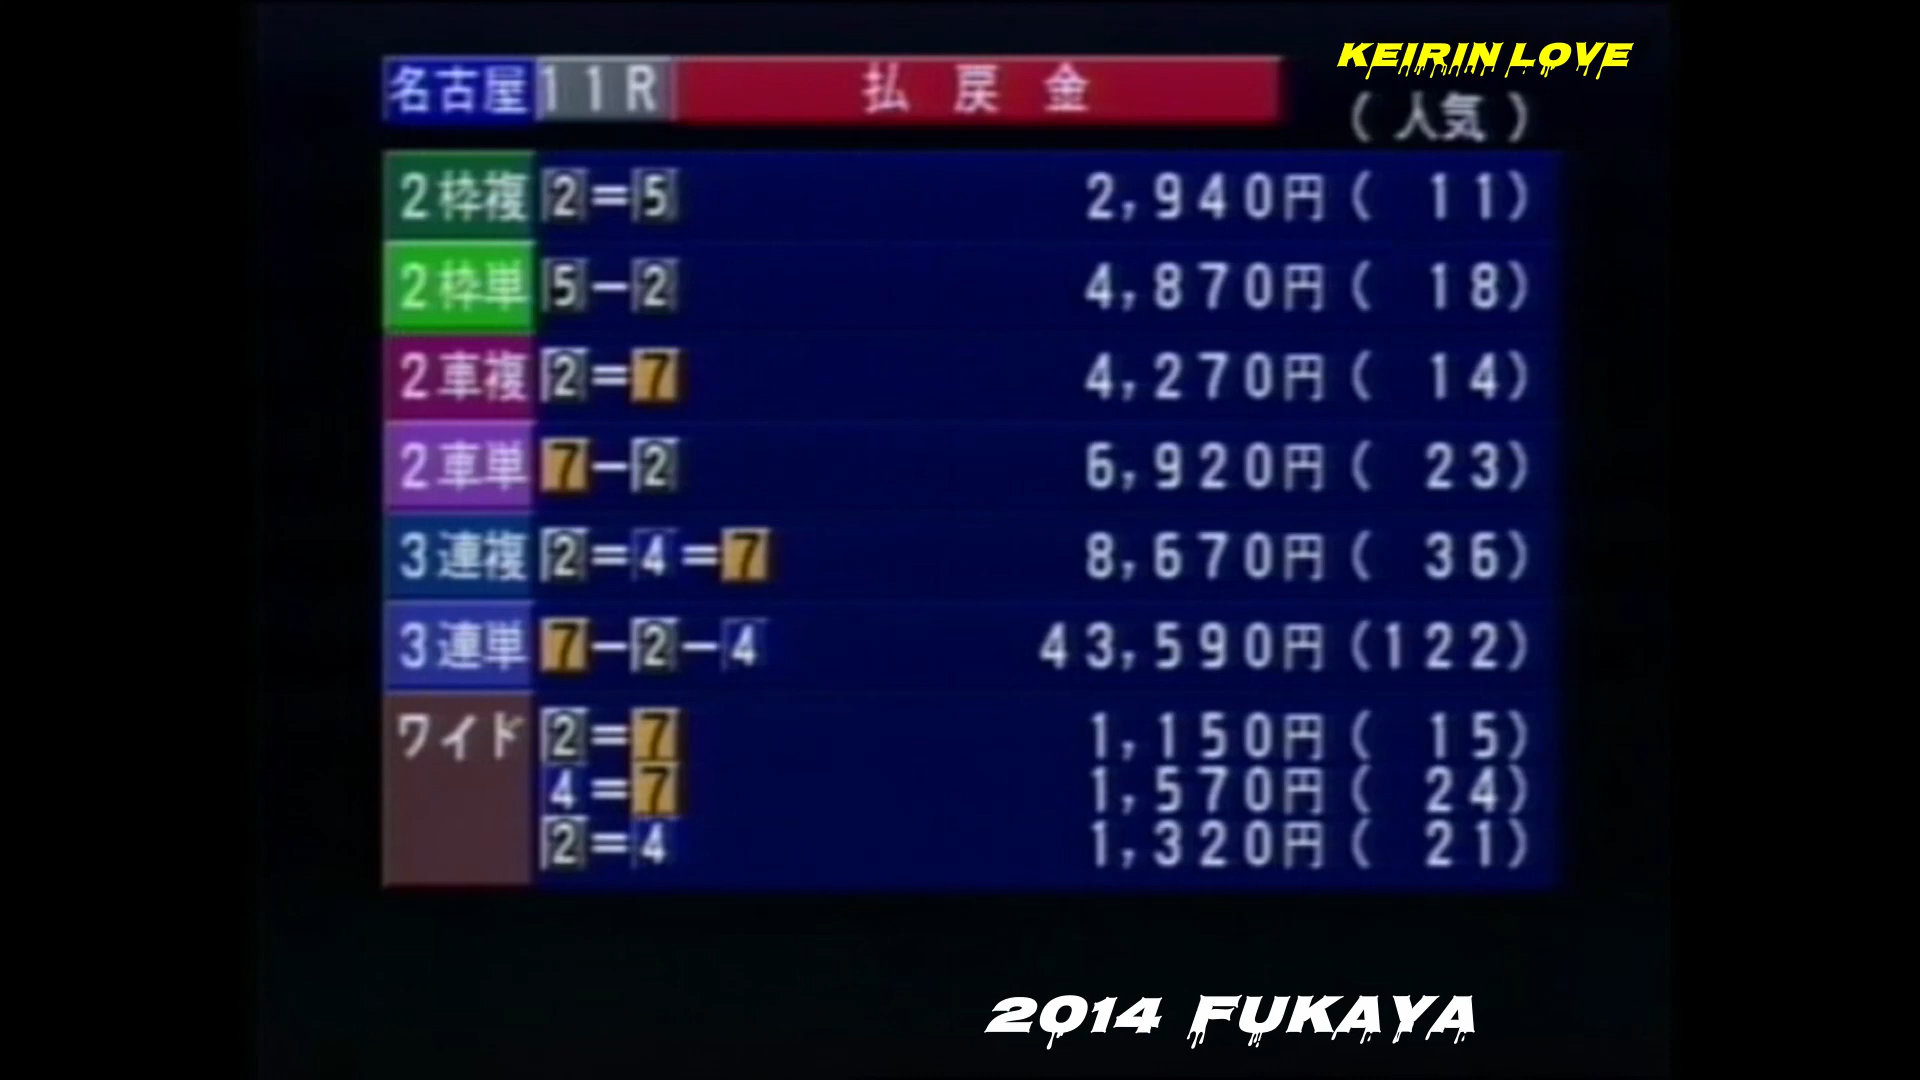 KEIRIN LOVE
名古屋 11R 払戻金
(人気)
2枠複 2=5 2,940円( 11)
2枠単 5-2 4,870円( 18)
2車複 2=7 4,270円( 14)
2車単 7-2 6,920円( 23)
3連複 2=4=7 8,670円( 36)
3連単 7-2-4 43,590円(122)
ワイド 2=7 1,150円( 15)
4=7 1,570円( 24)
2=4 1,320円( 21)
2014 FUKAYA